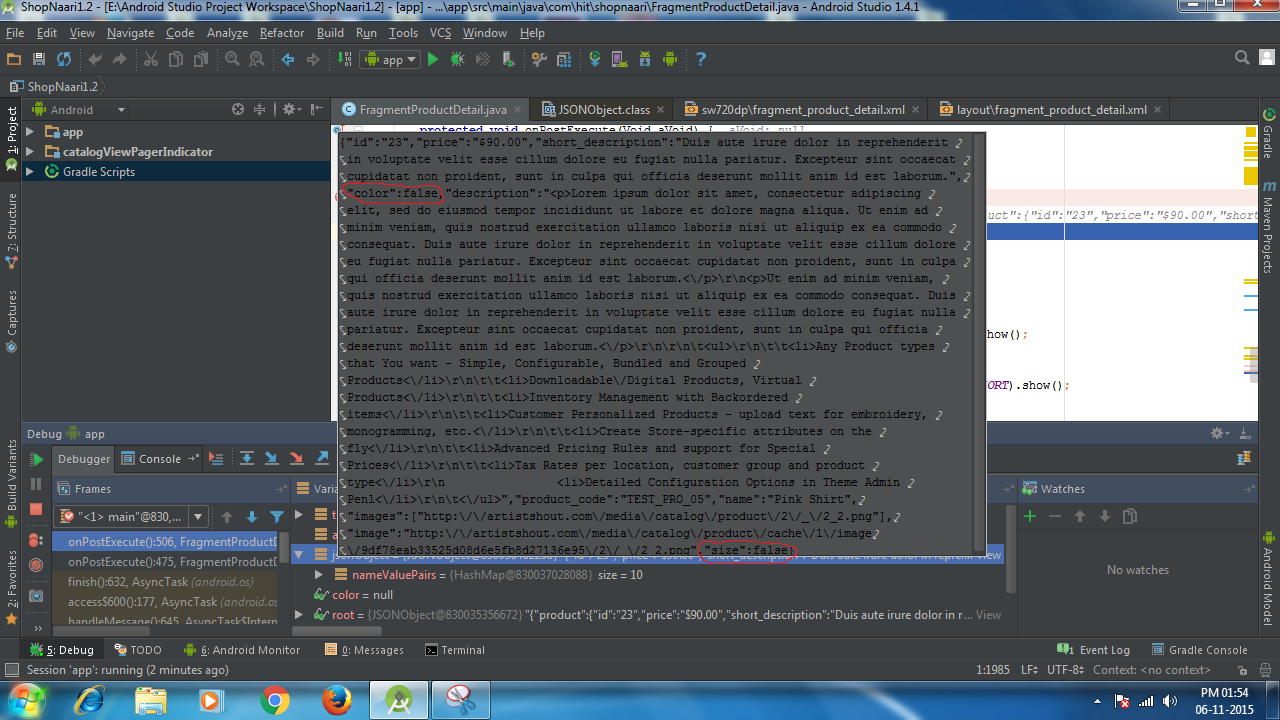 ShopNaari1.2 - [E:\Android Studio Project Workspace\ShopNaari1.2] - [app] - ...\app\src\main\java\com\hit\shopnaari\FragmentProductDetail.java - Android Studio 1.4.1
File Edit View Navigate Code Analyze Refactor Build Run Tools VCS Window Help
app
ShopNaari1.2
Android
FragmentProductDetail.java
JSONObject.class
sw720dp\fragment_product_detail.xml
layout\fragment_product_detail.xml
1: Project
7: Structure
Captures
Build Variants
2: Favorites
Gradle
Maven Projects
Android Model
app
catalogViewPagerIndicator
Gradle Scripts
protected void onPostExecute(Void aVoid) { aVoid: null
{"id":"23","price":"$90.00","short_description":"Duis aute irure dolor in reprehenderit
in voluptate velit esse cillum dolore eu fugiat nulla pariatur. Excepteur sint occaecat
cupidatat non proident, sunt in culpa qui officia deserunt mollit anim id est laborum.",
"color":false,"description":"<p>Lorem ipsum dolor sit amet, consectetur adipiscing
elit, sed do eiusmod tempor incididunt ut labore et dolore magna aliqua. Ut enim ad
minim veniam, quis nostrud exercitation ullamco laboris nisi ut aliquip ex ea commodo
consequat. Duis aute irure dolor in reprehenderit in voluptate velit esse cillum dolore
eu fugiat nulla pariatur. Excepteur sint occaecat cupidatat non proident, sunt in culpa
qui officia deserunt mollit anim id est laborum.<\/p>\r\n<p>Ut enim ad minim veniam,
quis nostrud exercitation ullamco laboris nisi ut aliquip ex ea commodo consequat. Duis
aute irure dolor in reprehenderit in voluptate velit esse cillum dolore eu fugiat nulla
pariatur. Excepteur sint occaecat cupidatat non proident, sunt in culpa qui officia
deserunt mollit anim id est laborum.<\/p>\r\n\r\n\t<ul>\r\n\t\t<li>Any Product types
that You want - Simple, Configurable, Bundled and Grouped
Products<\/li>\r\n\t\t<li>Downloadable\/Digital Products, Virtual
Products<\/li>\r\n\t\t<li>Inventory Management with Backordered
items<\/li>\r\n\t\t<li>Customer Personalized Products - upload text for embroidery,
monogramming, etc.<\/li>\r\n\t\t<li>Create Store-specific attributes on the
fly<\/li>\r\n\t\t<li>Advanced Pricing Rules and support for Special
Prices<\/li>\r\n\t\t<li>Tax Rates per location, customer group and product
type<\/li>\r\n <li>Detailed Configuration Options in Theme Admin
Penl<\/li>\r\n\t<\/ul>","product_code":"TEST_PRO_05","name":"Pink Shirt",
"images":["http:\/\/artistshout.com\/media\/catalog\/product\/2\/_\/2_2.png"],
"image":"http:\/\/artistshout.com\/media\/catalog\/product\/cache\/1\/image
\/9df78eab33525d08d6e5fb8d27136e95\/2\/_\/2_2.png","size":false}
uct":{"id":"23","price":"$90.00","short
how();
ORT).show();
Debug app
Debugger
Console
Frames
"<1> main"@830,...
onPostExecute():506, FragmentProductD
onPostExecute():475, FragmentProductD
finish():632, AsyncTask (android.os)
access$600():177, AsyncTask (android.os
handleMessage():645, AsyncTask$Intern
nameValuePairs = {HashMap@830037028088} size = 10
color = null
root = {JSONObject@830035356672} "{"product":{"id":"23","price":"$90.00","short_description":"Duis aute irure dolor in r... View
Watches
No watches
5: Debug
TODO
6: Android Monitor
0: Messages
Terminal
1 Event Log
Gradle Console
Session 'app': running (2 minutes ago)
1:1985 LF÷ UTF-8÷ Context: <no context>
PM 01:54
06-11-2015